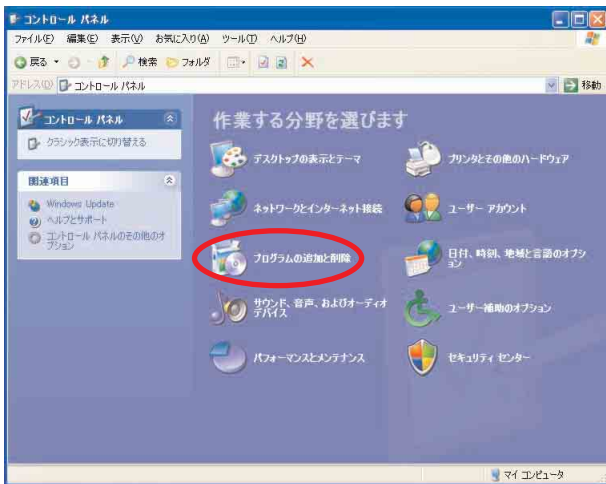 コントロール パネル
ファイル(F) 編集(E) 表示(V) お気に入り(A) ツール(T) ヘルプ(H)
戻る 検索 フォルダ
アドレス(D) コントロール パネル 移動
コントロール パネル
クラシック表示に切り替える
関連項目
Windows Update
ヘルプとサポート
コントロール パネルのその他のオ
プション
作業する分野を選びます
デスクトップの表示とテーマ
プリンタとその他のハードウェア
ネットワークとインターネット接続
ユーザー アカウント
プログラムの追加と削除
日付、時刻、地域と言語のオプシ
ョン
サウンド、音声、およびオーディオ
デバイス
ユーザー補助のオプション
パフォーマンスとメンテナンス
セキュリティ センター
マイ コンピュータ